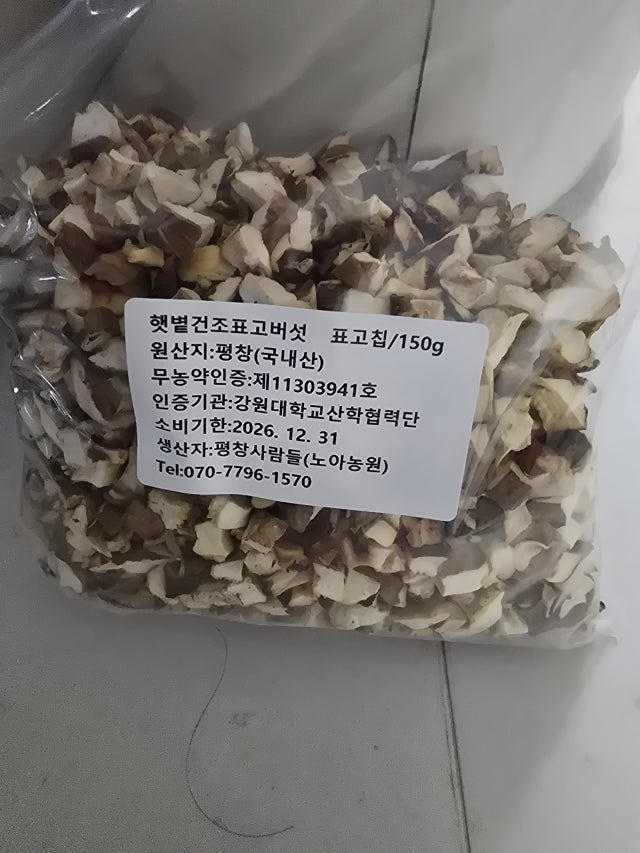 햇볕건조표고버섯 표고칩/150g
원산지:평창(국내산)
무농약인증:제11303941호
인증기관:강원대학교산학협력단
소비기한:2026. 12. 31
생산자:평창사람들(노아농원)
Tel:070-7796-1570